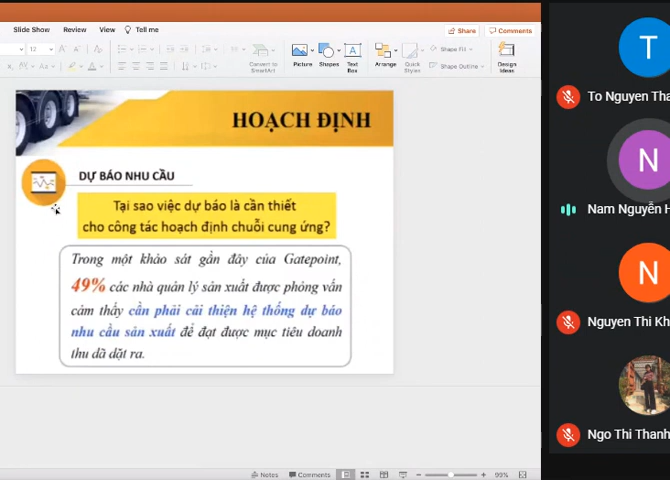 Slide Show Review View Tell me
Share Comments
12
Convert to
SmartArt
Picture Shapes Text
Box
Arrange Quick
Styles
Shape Fill
Shape Outline
Design
Ideas
HOẠCH ĐỊNH
DỰ BÁO NHU CẦU
Tại sao việc dự báo là cần thiết
cho công tác hoạch định chuỗi cung ứng?
Trong một khảo sát gần đây của Gatepoint,
49% các nhà quản lý sản xuất được phỏng vấn
cảm thấy cần phải cải thiện hệ thống dự báo
nhu cầu sản xuất để đạt được mục tiêu doanh
thu đã đặt ra.
Notes Comments 99%
T
To Nguyen Tha
N
Nam Nguyễn H
N
Nguyen Thi Kh
Ngo Thi Thanh